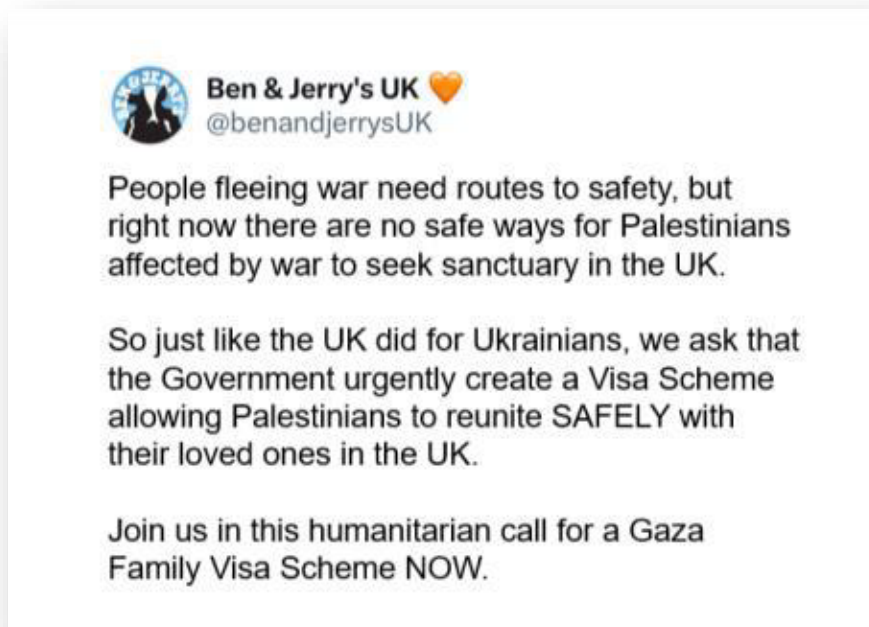 Ben & Jerry's UK 🧡
@benandjerrysUK
People fleeing war need routes to safety, but
right now there are no safe ways for Palestinians
affected by war to seek sanctuary in the UK.
So just like the UK did for Ukrainians, we ask that
the Government urgently create a Visa Scheme
allowing Palestinians to reunite SAFELY with
their loved ones in the UK.
Join us in this humanitarian call for a Gaza
Family Visa Scheme NOW.